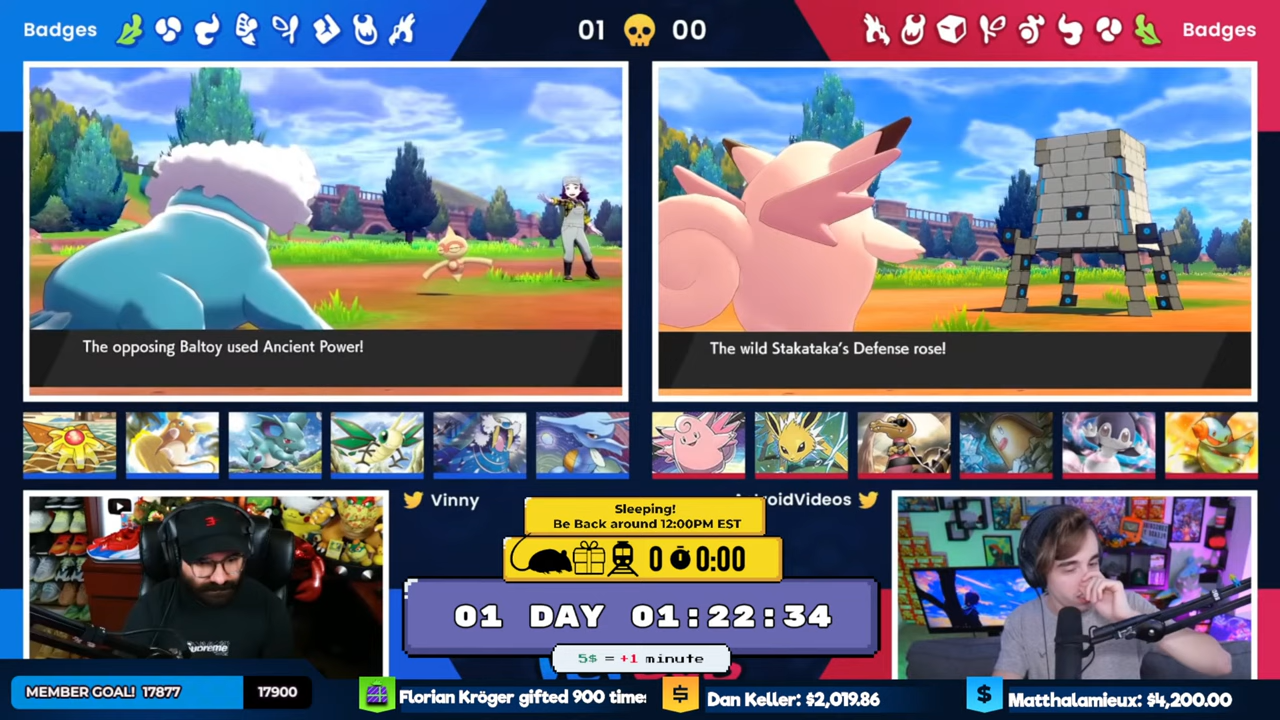 Badges
01
00
Badges
The opposing Baltoy used Ancient Power!
The wild Stakataka's Defense rose!
Vinny
roidVideos
Sleeping!
Be Back around 12:00PM EST
0 0:00
01 DAY 01:22:34
5$ = +1 minute
MEMBER GOAL! 17877
17900
Florian Kröger gifted 900 time
Dan Keller: $2,019.86
Matthalamieux: $4,200.00